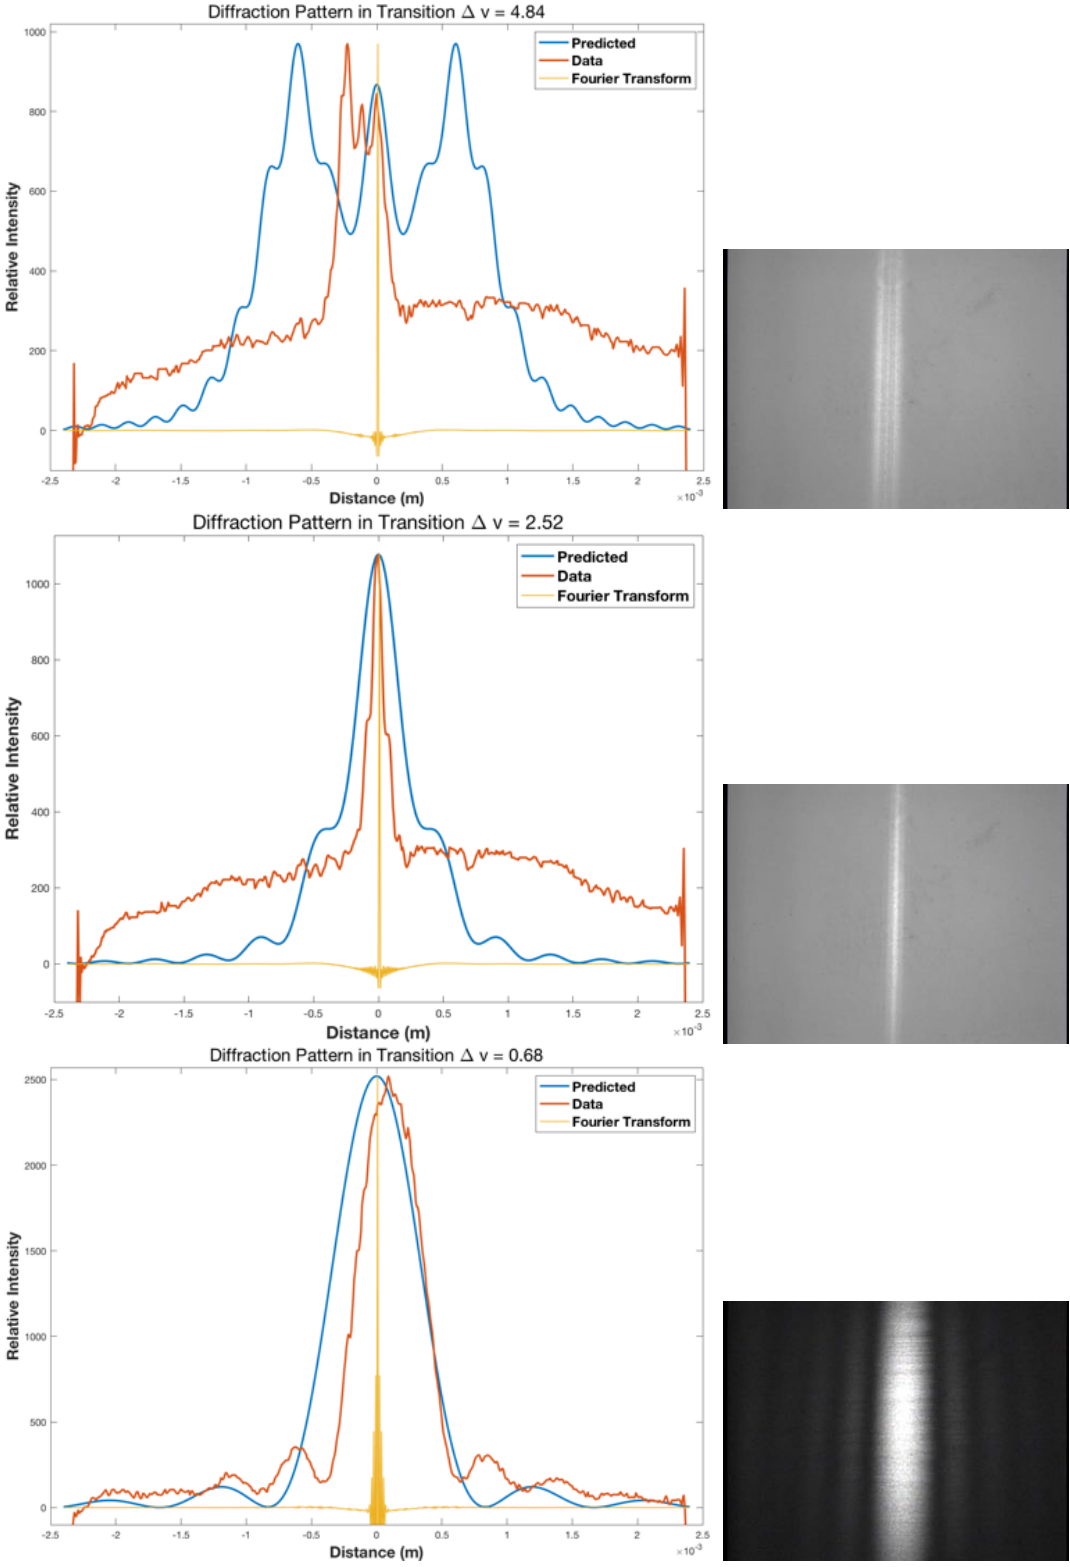 Diffraction Pattern in Transition Δ v = 4.84
1000
800
600
400
200
0
Relative Intensity
Predicted
Data
Fourier Transform
-2.5 -2 -1.5 -1 -0.5 0 0.5 1 1.5 2 2.5
Distance (m)
×10-3
Diffraction Pattern in Transition Δ v = 2.52
1000
800
600
400
200
0
Relative Intensity
Predicted
Data
Fourier Transform
-2.5 -2 -1.5 -1 -0.5 0 0.5 1 1.5 2 2.5
Distance (m)
×10-3
Diffraction Pattern in Transition Δ v = 0.68
2500
2000
1500
1000
500
0
Relative Intensity
Predicted
Data
Fourier Transform
-2.5 -2 -1.5 -1 -0.5 0 0.5 1 1.5 2 2.5
Distance (m)
×10-3